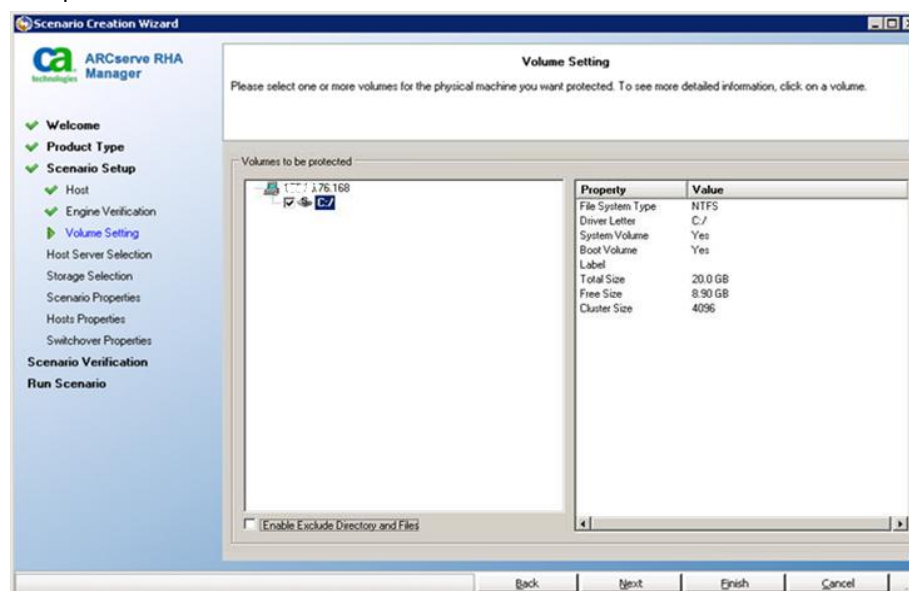 Scenario Creation Wizard
ca
technologies
ARCserve RHA
Manager
Welcome
Product Type
Scenario Setup
Host
Engine Verification
Volume Setting
Host Server Selection
Storage Selection
Scenario Properties
Hosts Properties
Switchover Properties
Scenario Verification
Run Scenario
Volume Setting
Please select one or more volumes for the physical machine you want protected. To see more detailed information, click on a volume.
Volumes to be protected
.76.168
C:/
Enable Exclude Directory and Files
Property Value
File System Type NTFS
Driver Letter C:/
System Volume Yes
Boot Volume Yes
Label
Total Size 20.0 GB
Free Size 8.90 GB
Cluster Size 4096
Back Next Finish Cancel